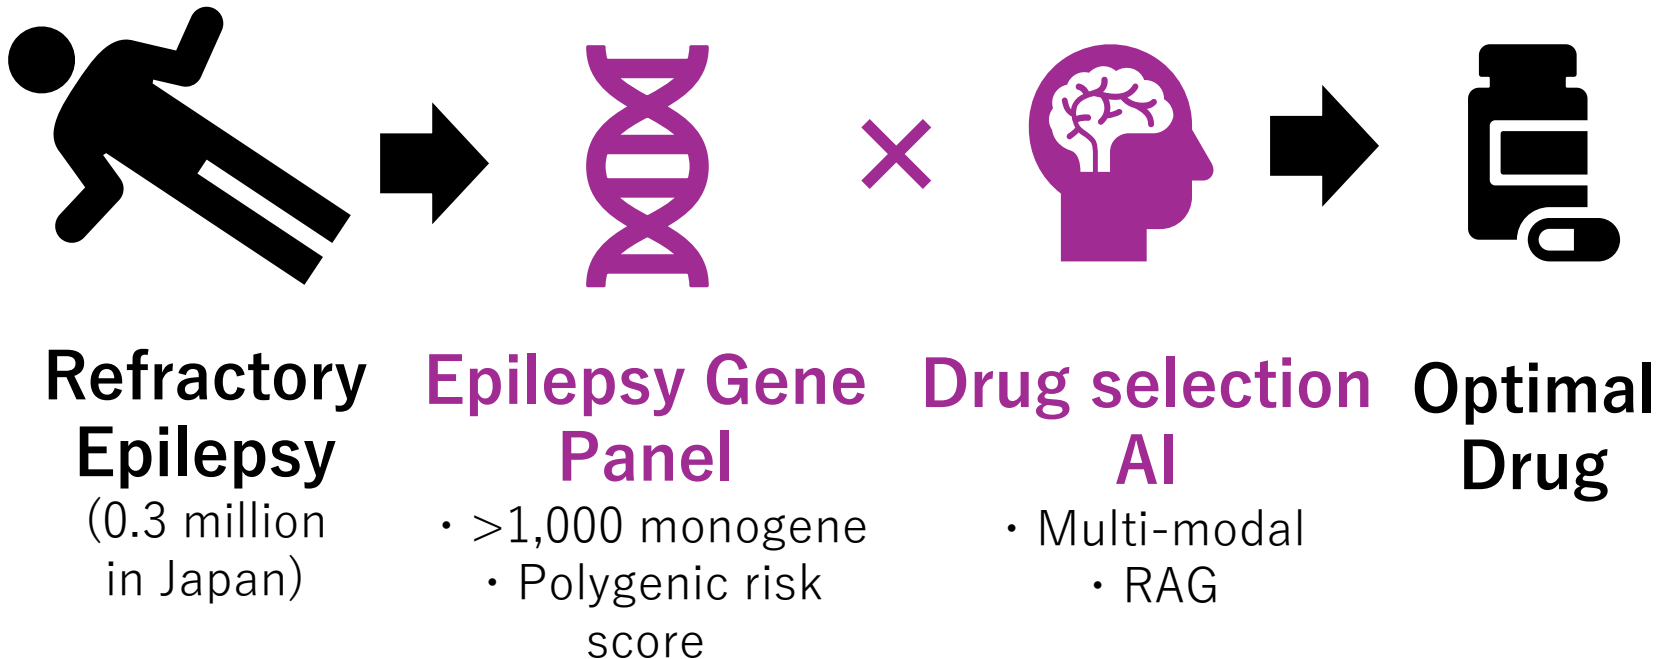 Refractory
Epilepsy
(0.3 million
in Japan)
Epilepsy Gene
Panel
・>1,000 monogene
・Polygenic risk
score
×
Drug selection
AI
・Multi-modal
・RAG
Optimal
Drug